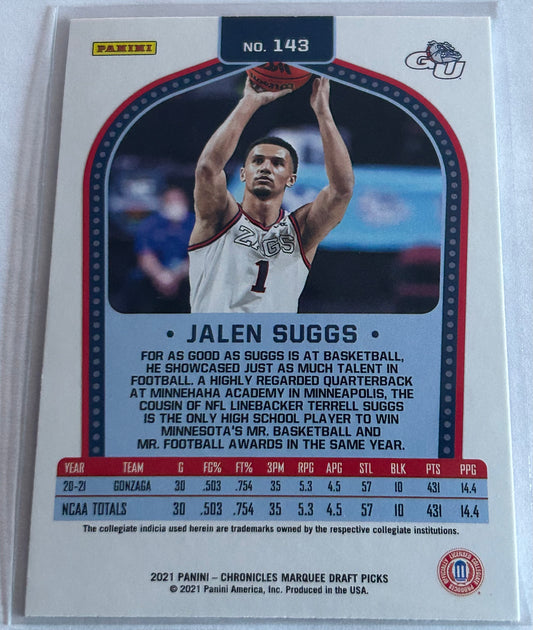 PANINI
NO. 143
GU
ZAGS
1
• JALEN SUGGS •
FOR AS GOOD AS SUGGS IS AT BASKETBALL,
HE SHOWCASED JUST AS MUCH TALENT IN
FOOTBALL. A HIGHLY REGARDED QUARTERBACK
AT MINNEHAHA ACADEMY IN MINNEAPOLIS, THE
COUSIN OF NFL LINEBACKER TERRELL SUGGS
IS THE ONLY HIGH SCHOOL PLAYER TO WIN
MINNESOTA'S MR. BASKETBALL AND
MR. FOOTBALL AWARDS IN THE SAME YEAR.
YEAR TEAM G FG% FT% 3PM RPG APG STL BLK PTS PPG
20-21 GONZAGA 30 .503 .754 35 5.3 4.5 57 10 431 14.4
NCAA TOTALS 30 .503 .754 35 5.3 4.5 57 10 431 14.4
The collegiate indicia used herein are trademarks owned by the respective collegiate institutions.
2021 PANINI – CHRONICLES MARQUEE DRAFT PICKS
© 2021 Panini America, Inc. Produced in the USA.
OFFICIALLY LICENSED COLLEGIATE PRODUCTS